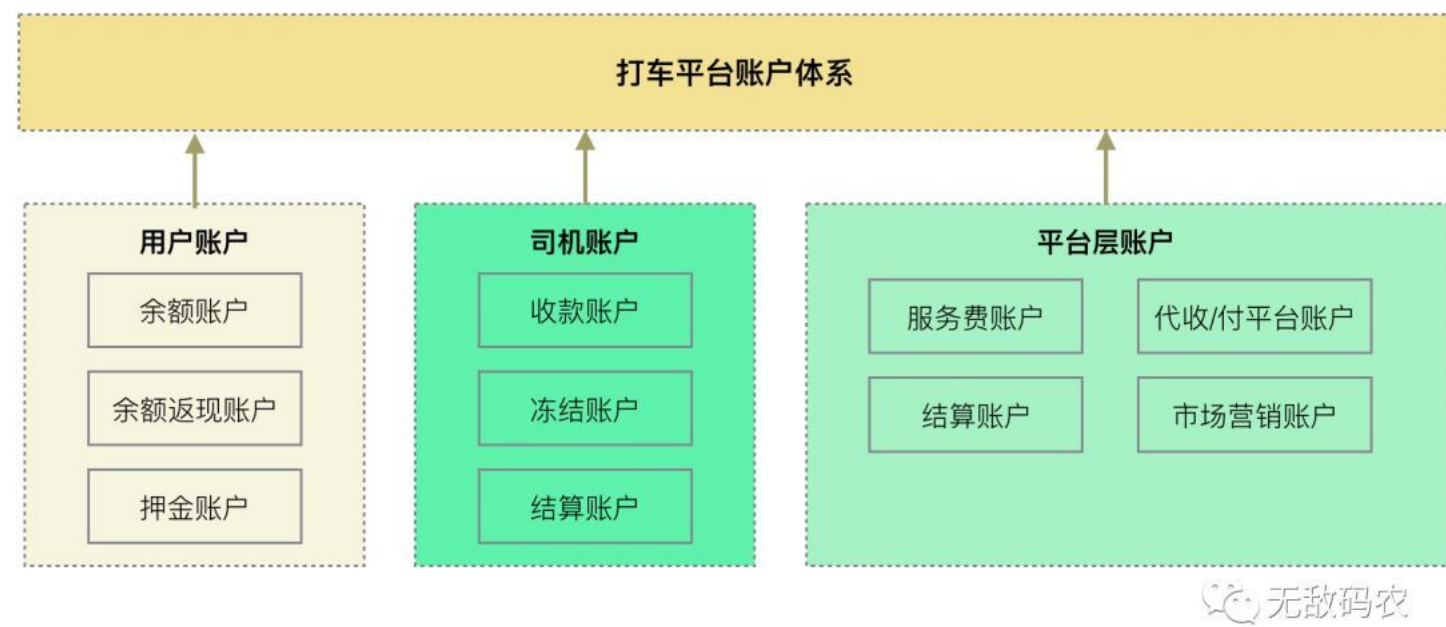 打车平台账户体系
用户账户
余额账户
余额返现账户
押金账户
司机账户
收款账户
冻结账户
结算账户
平台层账户
服务费账户
代收/付平台账户
结算账户
市场营销账户
无敌码农